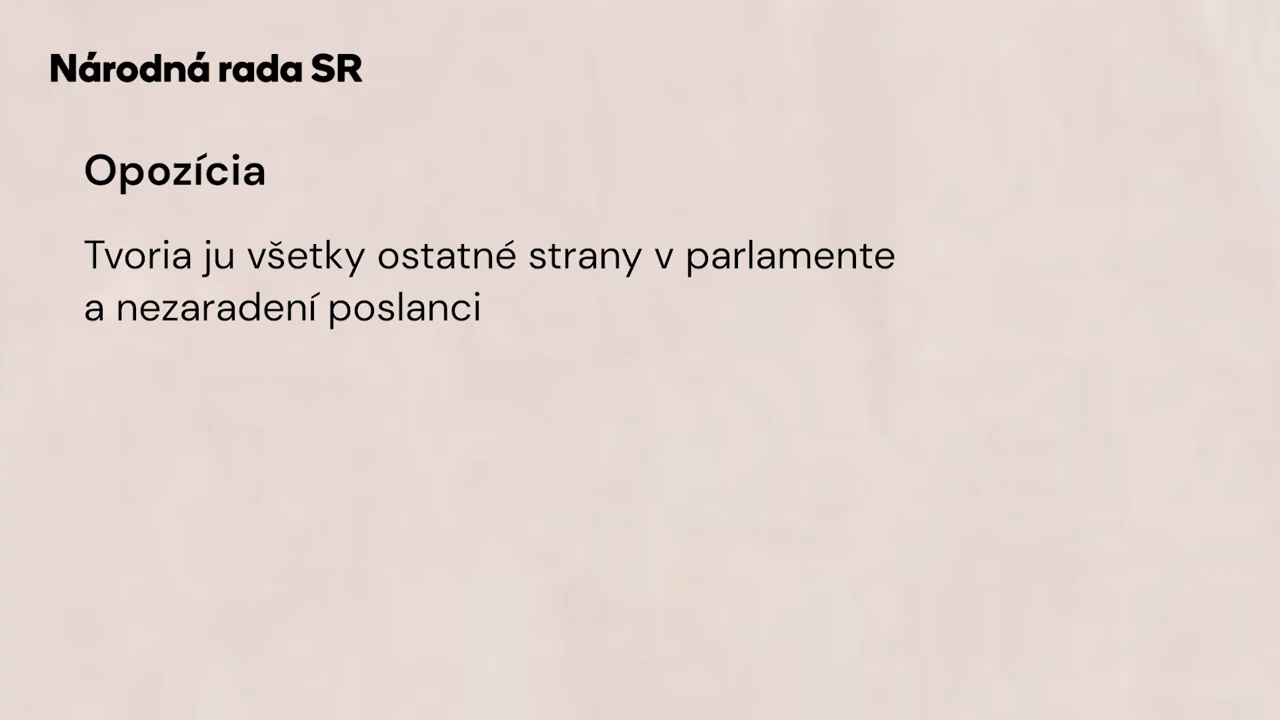 Národná rada SR
Opozícia
Tvoria ju všetky ostatné strany v parlamente
a nezaradení poslanci